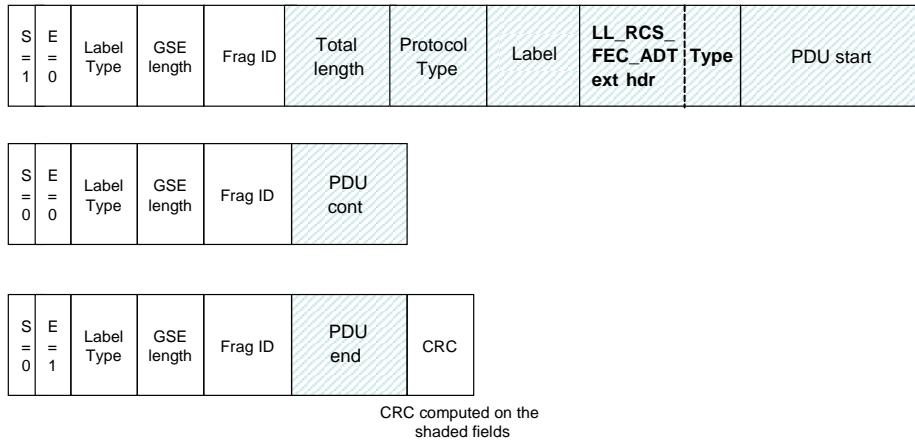 S = 1
E = 0
Label Type
GSE length
Frag ID
Total length
Protocol Type
Label
LL_RCS_
FEC_ADT
ext hdr
Type
PDU start
S = 0
E = 0
Label Type
GSE length
Frag ID
PDU cont
S = 0
E = 1
Label Type
GSE length
Frag ID
PDU end
CRC
CRC computed on the
shaded fields